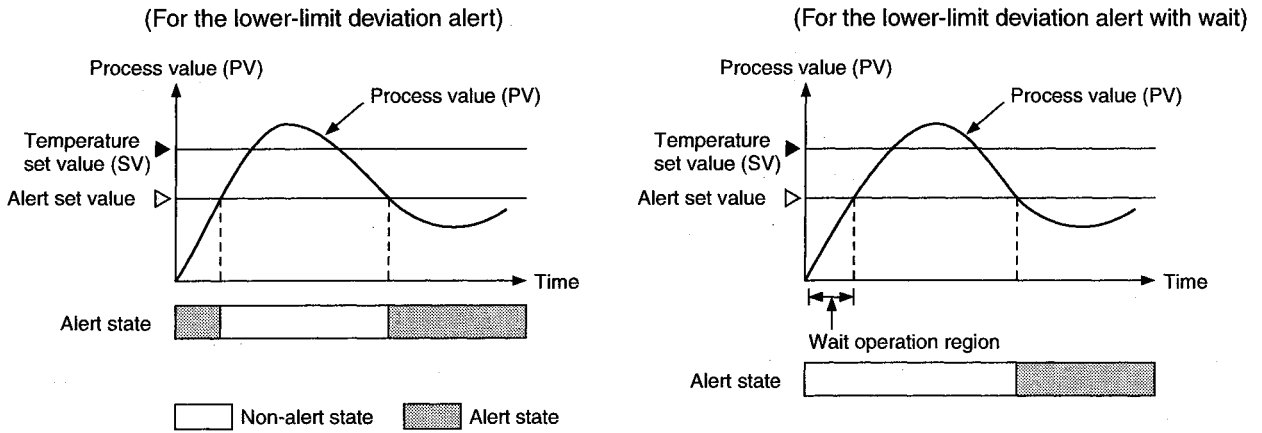 (For the lower-limit deviation alert)
Process value (PV)
Process value (PV)
Temperature
set value (SV)
Alert set value
Time
Alert state
Non-alert state
Alert state
(For the lower-limit deviation alert with wait)
Process value (PV)
Process value (PV)
Temperature
set value (SV)
Alert set value
Time
Wait operation region
Alert state